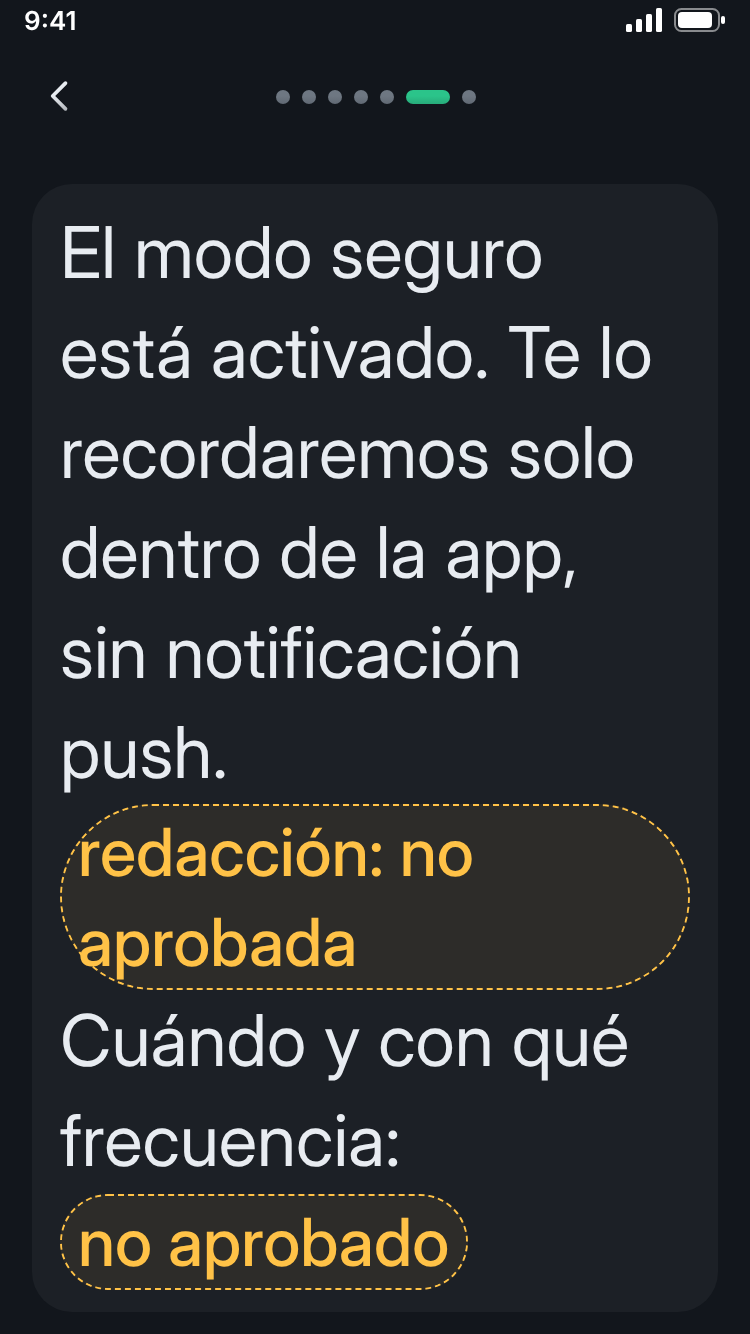 9:41
El modo seguro
está activado. Te lo
recordaremos solo
dentro de la app,
sin notificación
push.
redacción: no
aprobada
Cuándo y con qué
frecuencia:
no aprobado